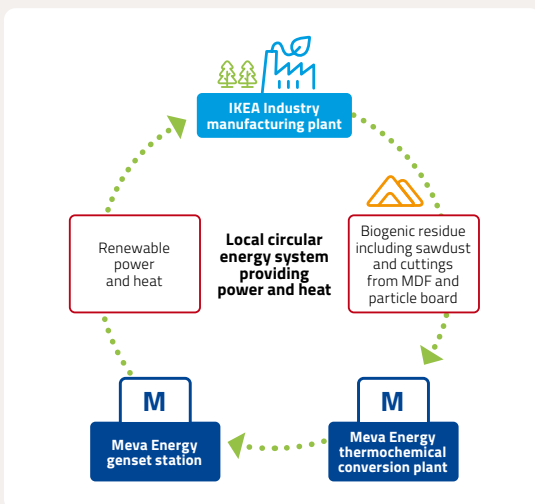 IKEA Industry
manufacturing plant
Renewable
power
and heat
Local circular
energy system
providing
power and heat
Biogenic residue
including sawdust
and cuttings
from MDF and
particle board
M
Meva Energy
genset station
M
Meva Energy
thermochemical
conversion plant